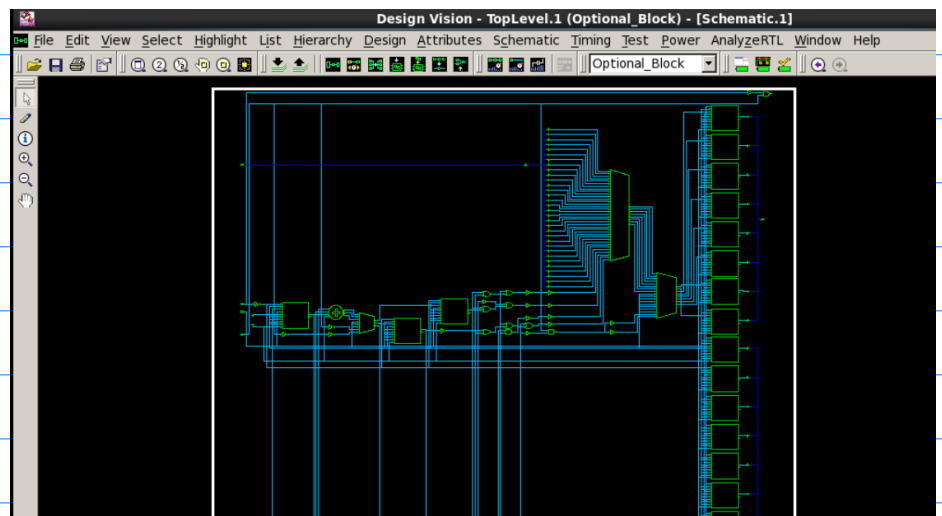 Design Vision - TopLevel.1 (Optional_Block) - [Schematic.1]
File Edit View Select Highlight List Hierarchy Design Attributes Schematic Timing Test Power AnalyzeRTL Window Help
Optional_Block